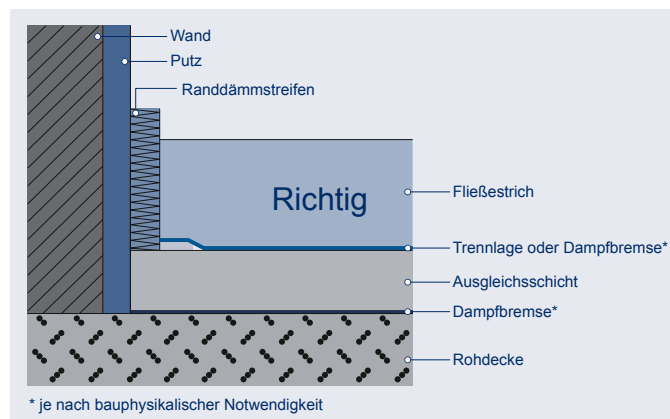 Wand
Putz
Randdämmstreifen
Richtig
Fließestrich
Trennlage oder Dampfbremse*
Ausgleichsschicht
Dampfbremse*
Rohdecke
* je nach bauphysikalischer Notwendigkeit